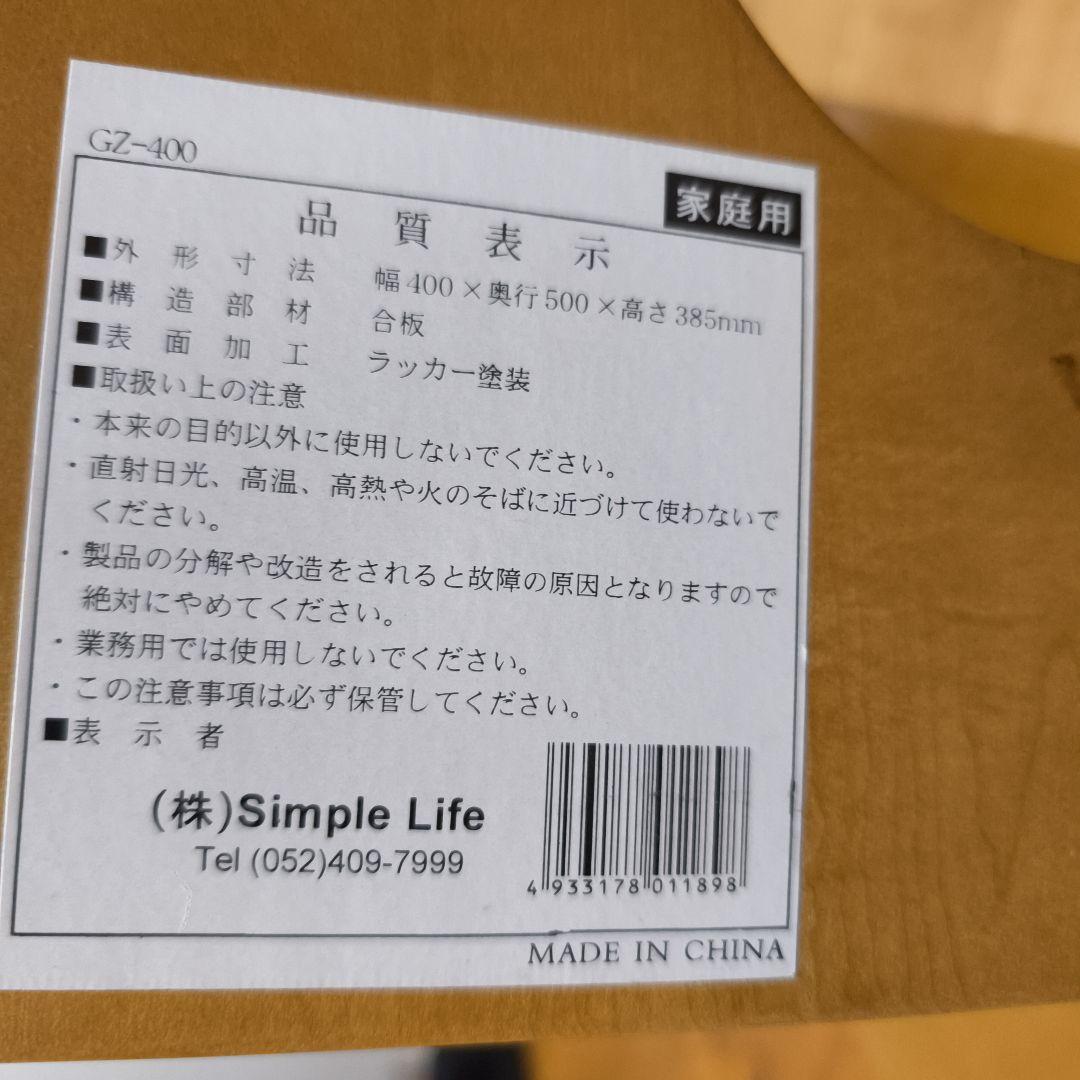 GZ-400
家庭用
品質表示
■外形寸法 幅400×奥行500×高さ385mm
■構造部材 合板
■表面加工 ラッカー塗装
■取扱い上の注意
・本来の目的以外に使用しないでください。
・直射日光、高温、高熱や火のそばに近づけて使わないで
ください。
・製品の分解や改造をされると故障の原因となりますので
絶対にやめてください。
・業務用では使用しないでください。
・この注意事項は必ず保管してください。
■表示者
(株)Simple Life
Tel (052)409-7999
4 933178 011898
MADE IN CHINA